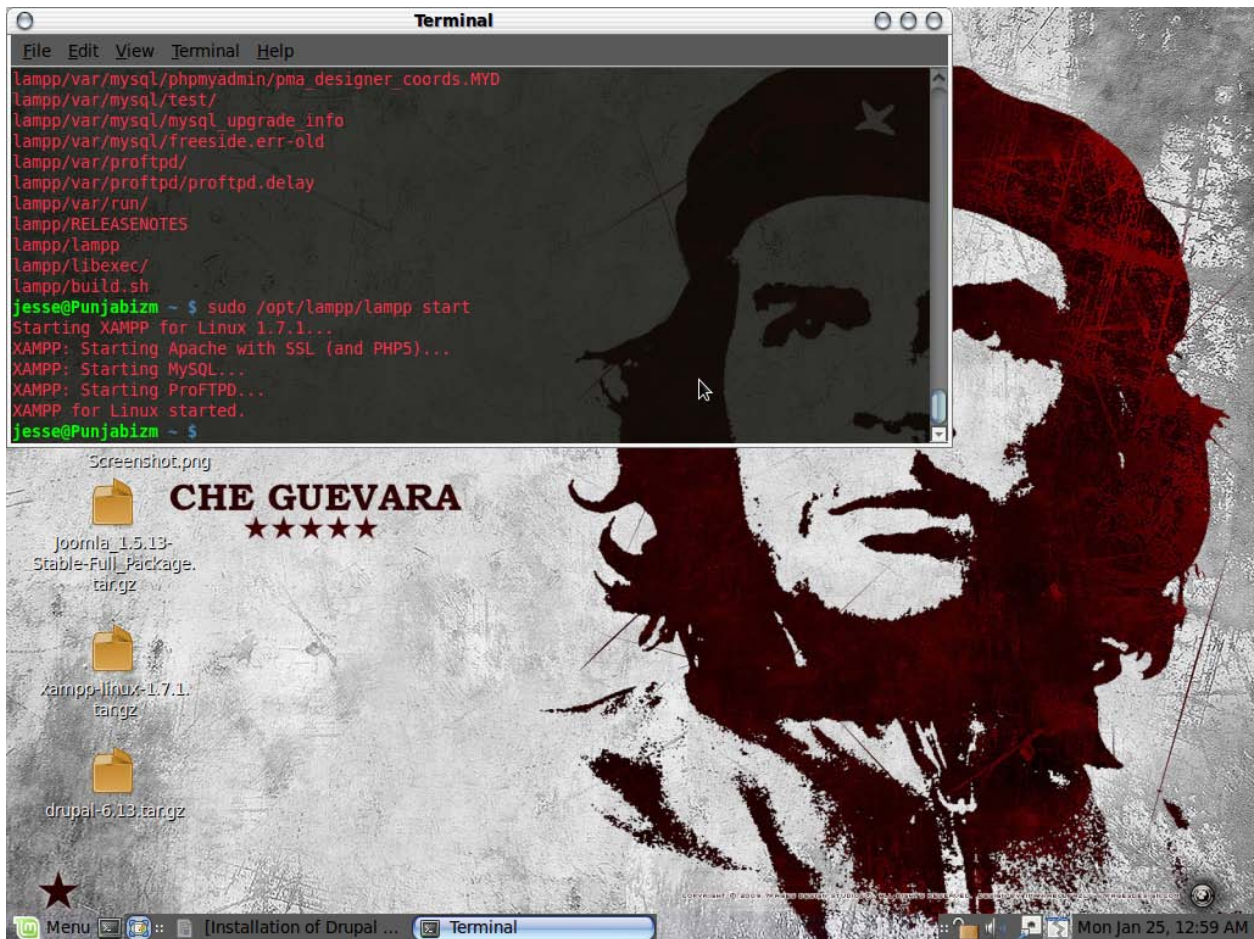 Terminal
File Edit View Terminal Help
lampp/var/mysql/phpmyadmin/pma_designer_coords.MYD
lampp/var/mysql/test/
lampp/var/mysql/mysql_upgrade_info
lampp/var/mysql/freeside.err-old
lampp/var/proftpd/
lampp/var/proftpd/proftpd.delay
lampp/var/run/
lampp/RELEASENOTES
lampp/lampp
lampp/libexec/
lampp/build.sh
jesse@Punjabizm ~ $ sudo /opt/lampp/lampp start
Starting XAMPP for Linux 1.7.1...
XAMPP: Starting Apache with SSL (and PHP5)...
XAMPP: Starting MySQL...
XAMPP: Starting ProFTPD...
XAMPP for Linux started.
jesse@Punjabizm ~ $
Screenshot.png
CHE GUEVARA
Joomla_1.5.13-
Stable-Full_Package.
tar.gz
xampp-linux-1.7.1.
tar.gz
drupal-6.13.tar.gz
Menu
[Installation of Drupal ...
Terminal
Mon Jan 25, 12:59 AM